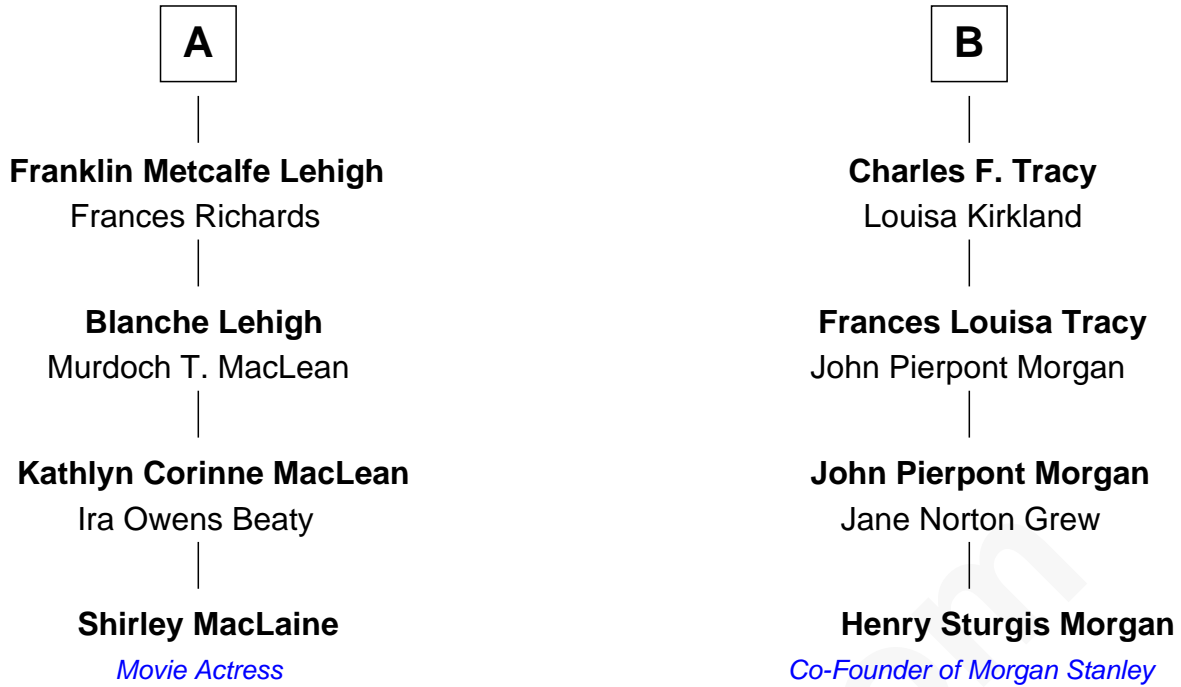 A
Franklin Metcalfe Lehigh
Frances Richards
Blanche Lehigh
Murdoch T. MacLean
Kathlyn Corinne MacLean
Ira Owens Beaty
Shirley MacLaine
Movie Actress
B
Charles F. Tracy
Louisa Kirkland
Frances Louisa Tracy
John Pierpont Morgan
John Pierpont Morgan
Jane Norton Grew
Henry Sturgis Morgan
Co-Founder of Morgan Stanley